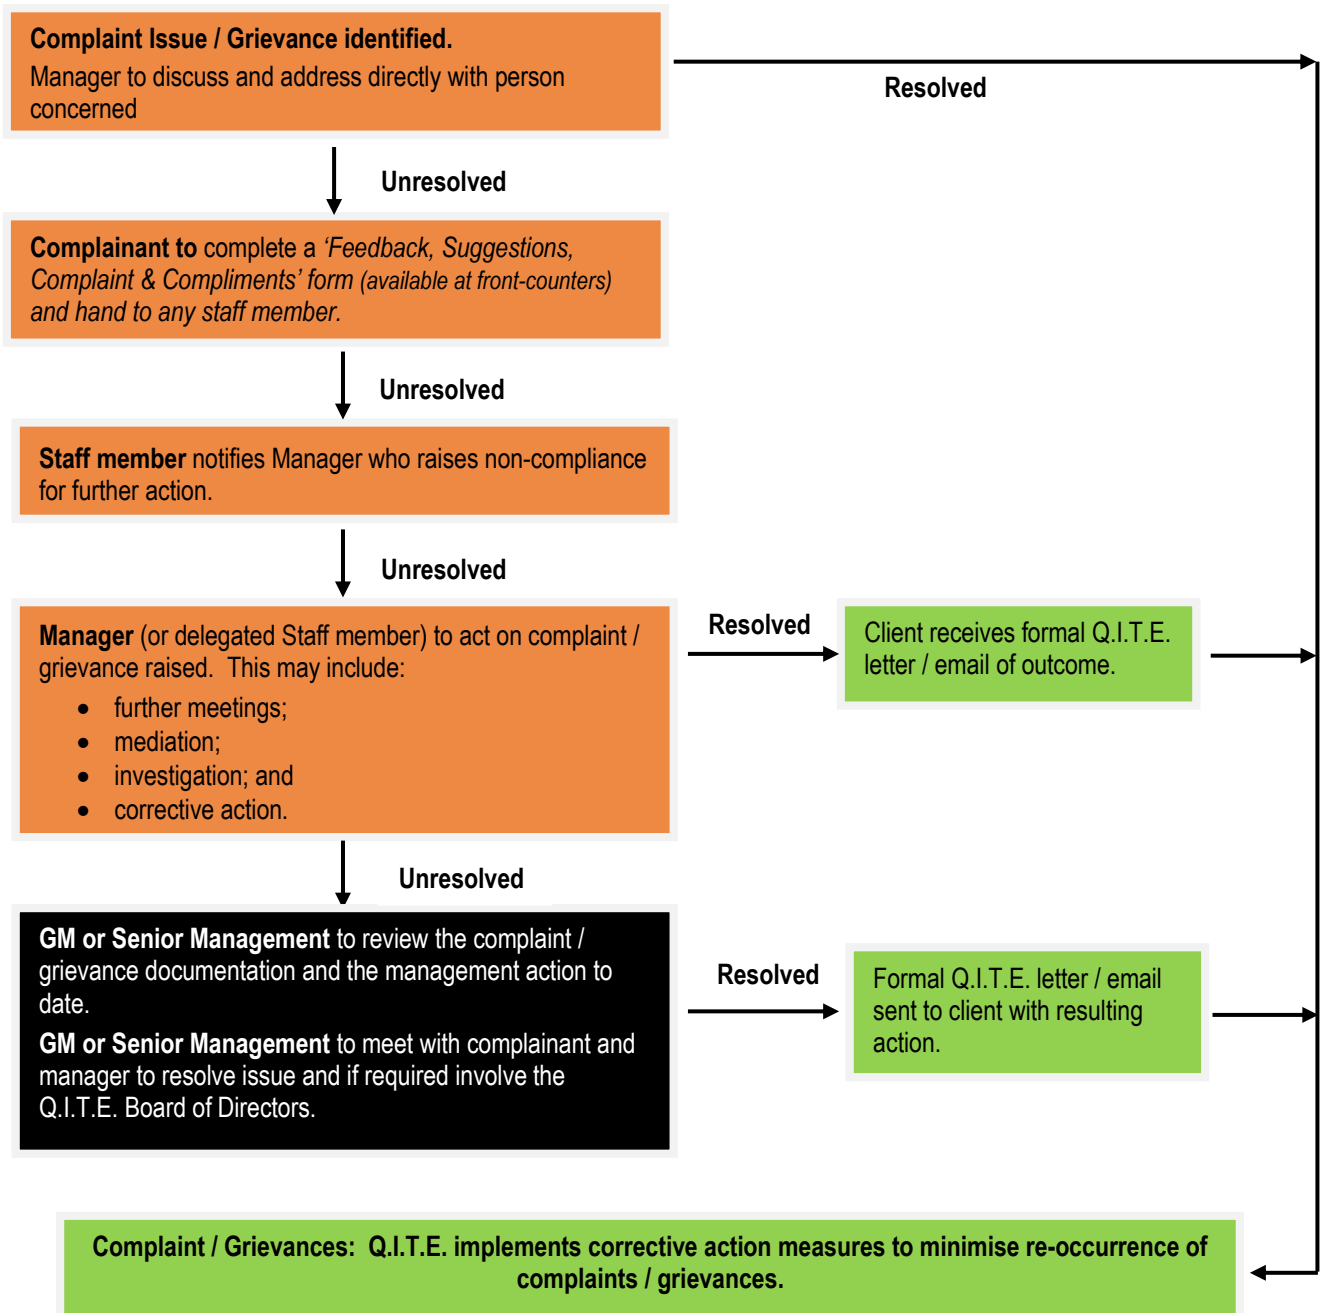 Complaint Issue / Grievance identified.
Manager to discuss and address directly with person
concerned
Resolved
Unresolved
Complainant to complete a ‘Feedback, Suggestions,
Complaint & Compliments’ form (available at front-counters)
and hand to any staff member.
Unresolved
Staff member notifies Manager who raises non-compliance
for further action.
Unresolved
Manager (or delegated Staff member) to act on complaint /
grievance raised.  This may include:
• further meetings;
• mediation;
• investigation; and
• corrective action.
Resolved
Client receives formal Q.I.T.E.
letter / email of outcome.
Unresolved
GM or Senior Management to review the complaint /
grievance documentation and the management action to
date.
GM or Senior Management to meet with complainant and
manager to resolve issue and if required involve the
Q.I.T.E. Board of Directors.
Resolved
Formal Q.I.T.E. letter / email
sent to client with resulting
action.
Complaint / Grievances:  Q.I.T.E. implements corrective action measures to minimise re-occurrence of
complaints / grievances.